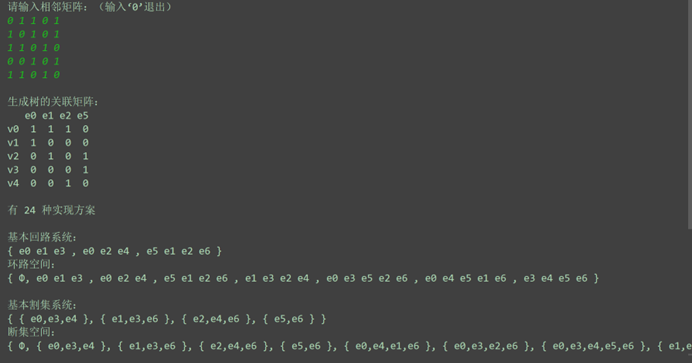 请输入相邻矩阵：（输入‘0’退出）
0 1 1 0 1
1 0 1 0 1
1 1 0 1 0
0 0 1 0 1
1 1 0 1 0
生成树的关联矩阵：
e0 e1 e2 e5
v0 1 1 1 0
v1 1 0 0 0
v2 0 1 0 1
v3 0 0 0 1
v4 0 0 1 0
有 24 种实现方案
基本回路系统：
{ e0 e1 e3 , e0 e2 e4 , e5 e1 e2 e6 }
环路空间：
{ Φ, e0 e1 e3 , e0 e2 e4 , e5 e1 e2 e6 , e1 e3 e2 e4 , e0 e3 e5 e2 e6 , e0 e4 e5 e1 e6 , e3 e4 e5 e6 }
基本割集系统：
{ { e0,e3,e4 }, { e1,e3,e6 }, { e2,e4,e6 }, { e5,e6 } }
断集空间：
{ Φ, { e0,e3,e4 }, { e1,e3,e6 }, { e2,e4,e6 }, { e5,e6 }, { e0,e4,e1,e6 }, { e0,e3,e2,e6 }, { e0,e3,e4,e5,e6 }, { e1,e